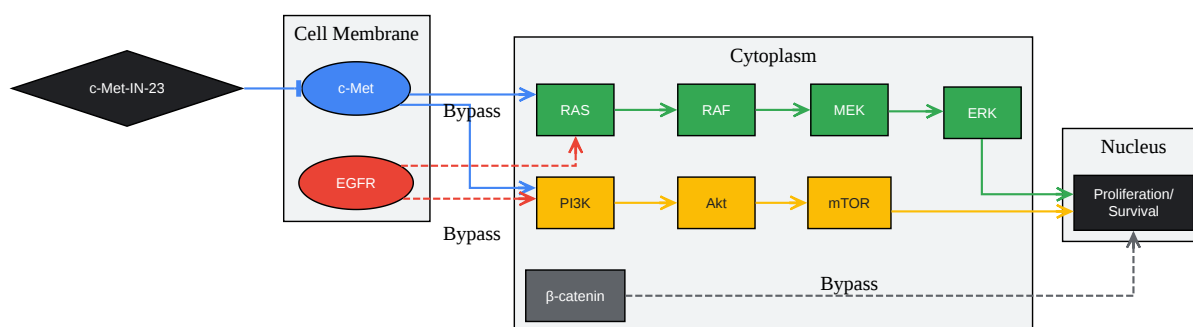 Cell Membrane
Cytoplasm
c-Met-IN-23
c-Met
Bypass
RAS
RAF
MEK
ERK
Nucleus
EGFR
PI3K
Akt
mTOR
Proliferation/
Survival
Bypass
β-catenin
Bypass